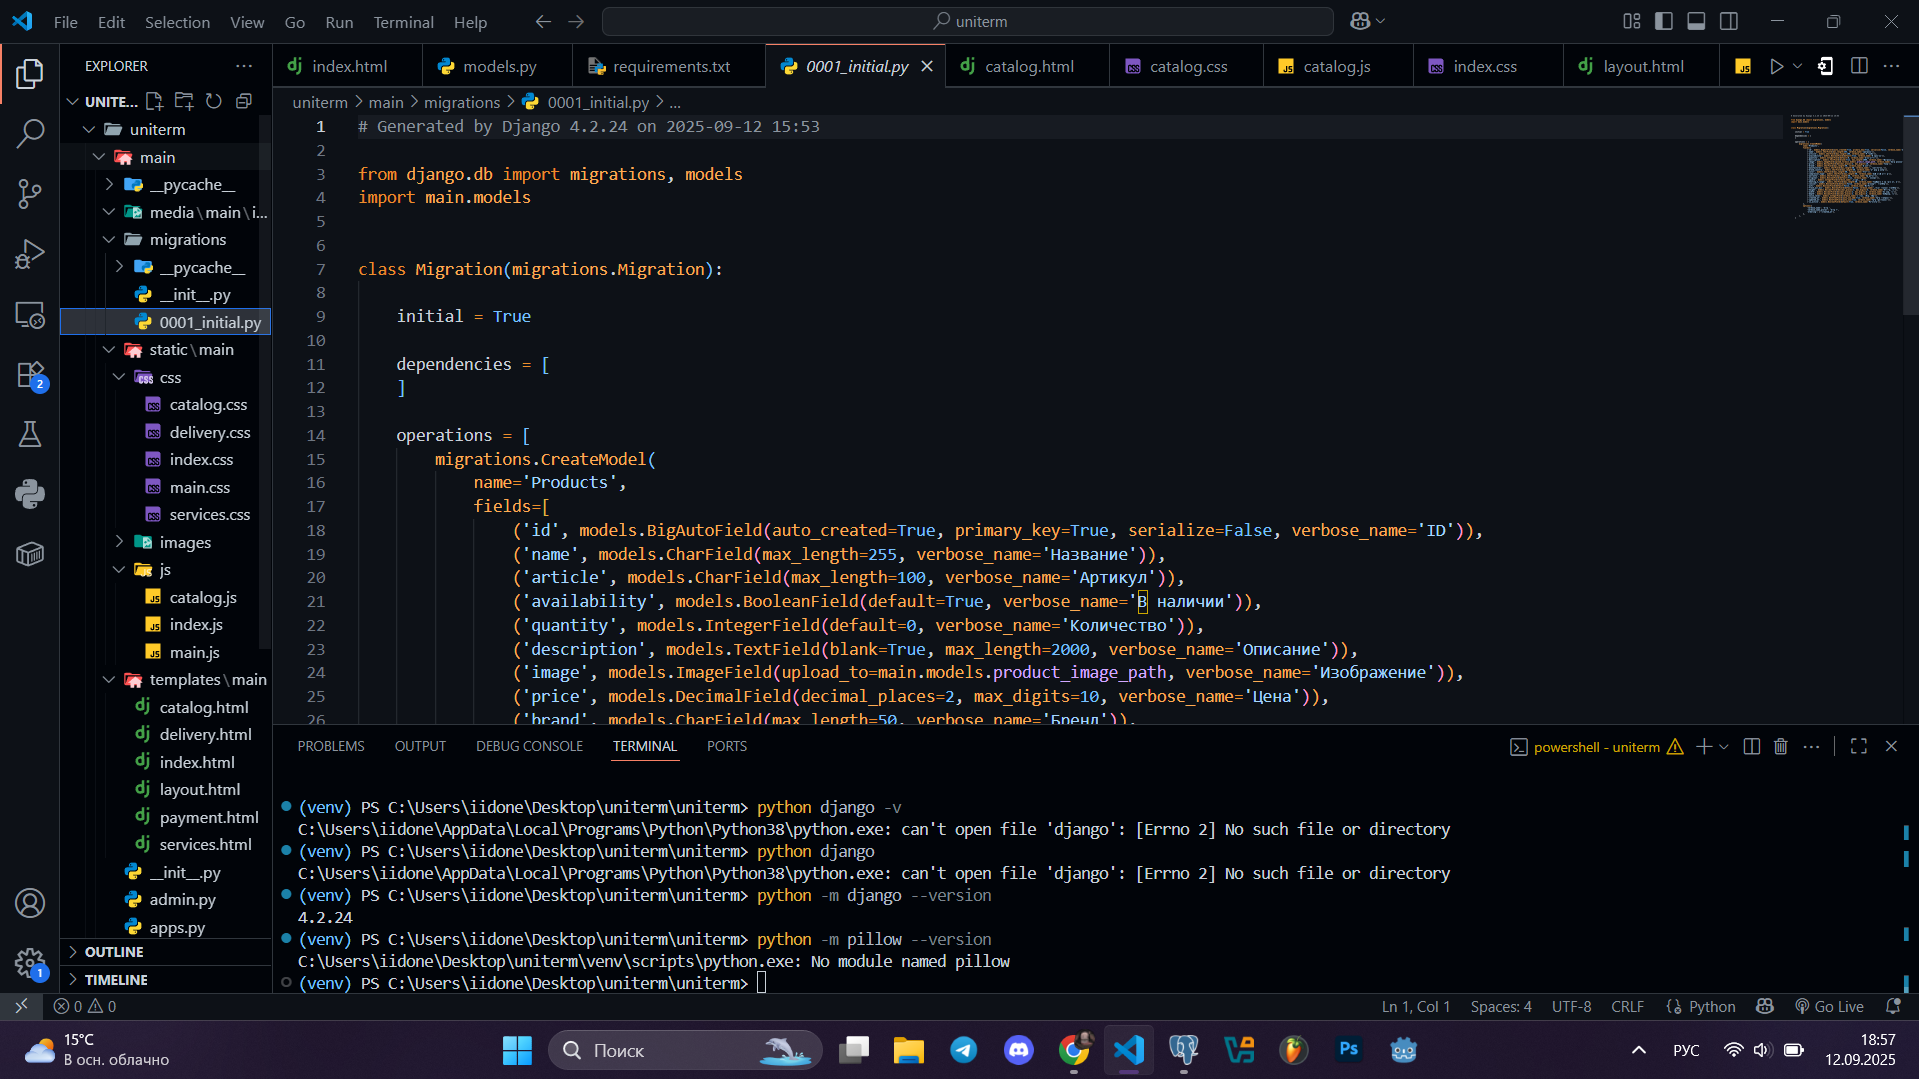 File Edit Selection View Go Run Terminal Help
uniterm
EXPLORER
UNITE...
uniterm
main
__pycache__
media\main\i...
migrations
__pycache__
__init__.py
0001_initial.py
static\main
css
catalog.css
delivery.css
index.css
main.css
services.css
images
js
catalog.js
index.js
main.js
templates\main
catalog.html
delivery.html
index.html
layout.html
payment.html
services.html
__init__.py
admin.py
apps.py
OUTLINE
TIMELINE
2
1
index.html models.py requirements.txt 0001_initial.py catalog.html catalog.css catalog.js index.css layout.html
uniterm > main > migrations > 0001_initial.py > ...
1 # Generated by Django 4.2.24 on 2025-09-12 15:53
2
3 from django.db import migrations, models
4 import main.models
5
6
7 class Migration(migrations.Migration):
8
9 initial = True
10
11 dependencies = [
12 ]
13
14 operations = [
15 migrations.CreateModel(
16 name='Products',
17 fields=[
18 ('id', models.BigAutoField(auto_created=True, primary_key=True, serialize=False, verbose_name='ID')),
19 ('name', models.CharField(max_length=255, verbose_name='Название')),
20 ('article', models.CharField(max_length=100, verbose_name='Артикул')),
21 ('availability', models.BooleanField(default=True, verbose_name='В наличии')),
22 ('quantity', models.IntegerField(default=0, verbose_name='Количество')),
23 ('description', models.TextField(blank=True, max_length=2000, verbose_name='Описание')),
24 ('image', models.ImageField(upload_to=main.models.product_image_path, verbose_name='Изображение')),
25 ('price', models.DecimalField(decimal_places=2, max_digits=10, verbose_name='Цена')),
26 ('brand', models.CharField(max_length=50, verbose_name='Бренд')),
PROBLEMS OUTPUT DEBUG CONSOLE TERMINAL PORTS
powershell - uniterm
(venv) PS C:\Users\iidone\Desktop\uniterm\uniterm> python django -v
C:\Users\iidone\AppData\Local\Programs\Python\Python38\python.exe: can't open file 'django': [Errno 2] No such file or directory
(venv) PS C:\Users\iidone\Desktop\uniterm\uniterm> python django
C:\Users\iidone\AppData\Local\Programs\Python\Python38\python.exe: can't open file 'django': [Errno 2] No such file or directory
(venv) PS C:\Users\iidone\Desktop\uniterm\uniterm> python -m django --version
4.2.24
(venv) PS C:\Users\iidone\Desktop\uniterm\uniterm> python -m pillow --version
C:\Users\iidone\Desktop\uniterm\venv\scripts\python.exe: No module named pillow
(venv) PS C:\Users\iidone\Desktop\uniterm\uniterm>
0 0
Ln 1, Col 1 Spaces: 4 UTF-8 CRLF Python Go Live
15°C
В осн. облачно
Поиск
Ps
РУС
18:57
12.09.2025